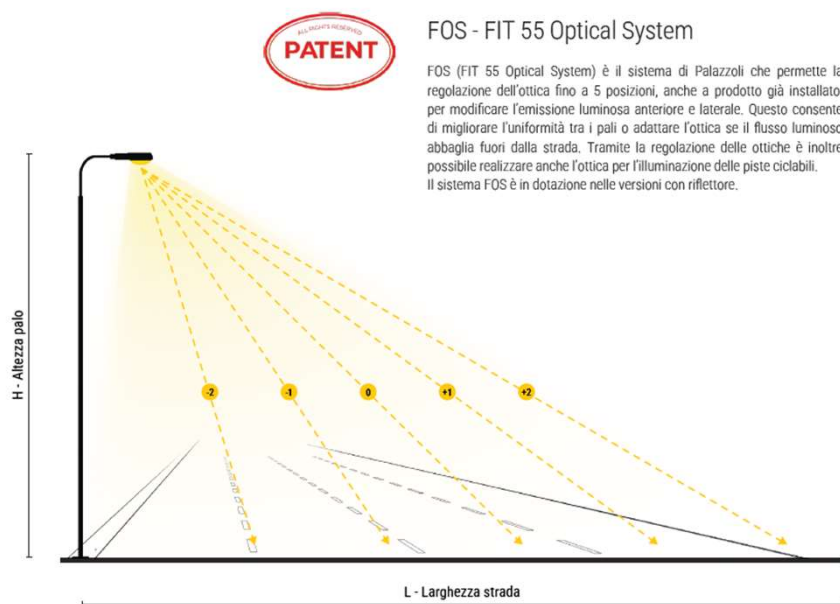 ALL RIGHTS RESERVED
PATENT
FOS - FIT 55 Optical System
FOS (FIT 55 Optical System) è il sistema di Palazzoli che permette la
regolazione dell'ottica fino a 5 posizioni, anche a prodotto già installato
per modificare l'emissione luminosa anteriore e laterale. Questo consente
di migliorare l'uniformità tra i pali o adattare l'ottica se il flusso luminoso
abbaglia fuori dalla strada. Tramite la regolazione delle ottiche è inoltre
possibile realizzare anche l'ottica per l'illuminazione delle piste ciclabili.
Il sistema FOS è in dotazione nelle versioni con riflettore.
H - Altezza palo
-2
-1
0
+1
+2
L - Larghezza strada